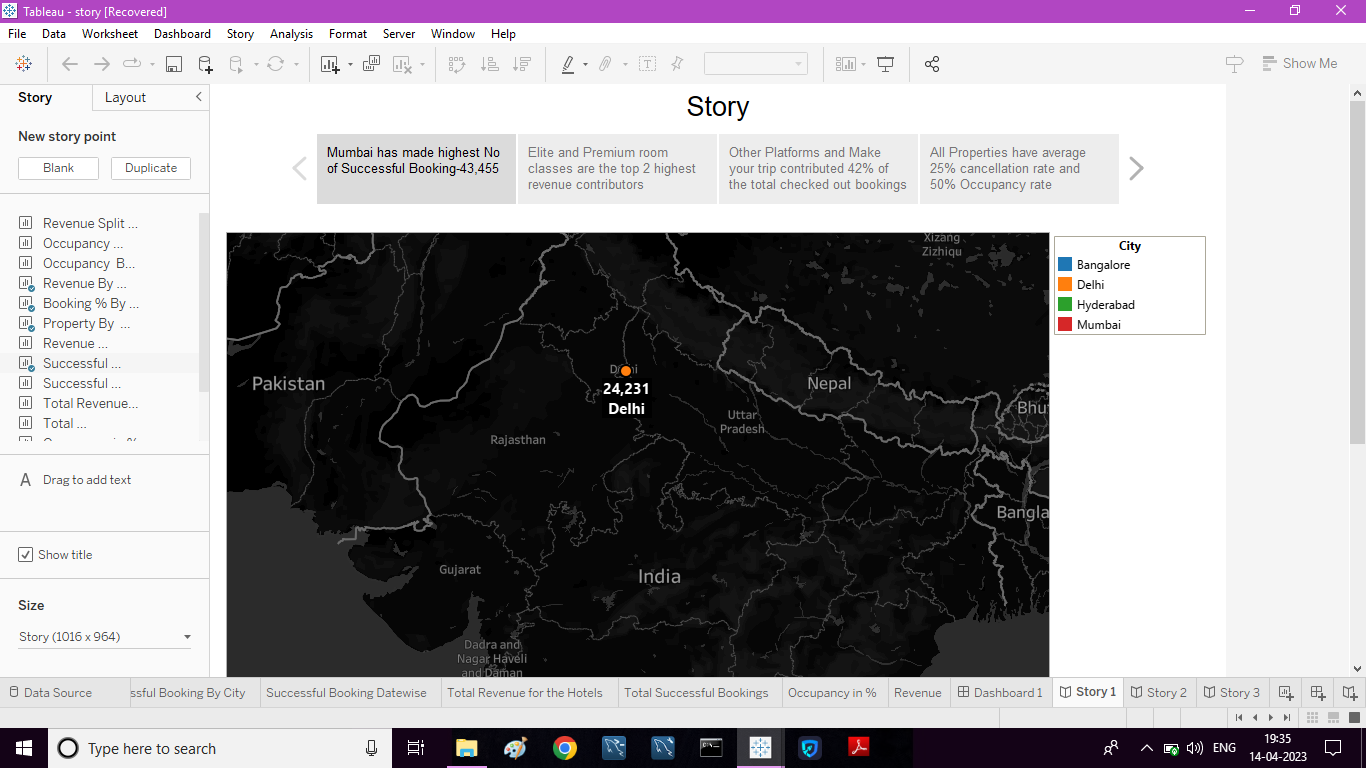 Tableau - story [Recovered]
File Data Worksheet Dashboard Story Analysis Format Server Window Help
Show Me
Story Layout
New story point
Blank Duplicate
Revenue Split ...
Occupancy ...
Occupancy B...
Revenue By ...
Booking % By ...
Property By ...
Revenue ...
Successful ...
Successful ...
Total Revenue...
Total ...
A Drag to add text
Show title
Size
Story (1016 x 964)
Story
Mumbai has made highest No
of Successful Booking-43,455
Elite and Premium room
classes are the top 2 highest
revenue contributors
Other Platforms and Make
your trip contributed 42% of
the total checked out bookings
All Properties have average
25% cancellation rate and
50% Occupancy rate
Xizang
Zizhiqu
Pakistan
Delhi
24,231
Delhi
Nepal
Bhu
Uttar
Pradesh
Rajasthan
Bangla
Gujarat
India
Dadra and
Nagar Haveli
and Daman
City
Bangalore
Delhi
Hyderabad
Mumbai
Data Source ssful Booking By City Successful Booking Datewise Total Revenue for the Hotels Total Successful Bookings Occupancy in % Revenue Dashboard 1 Story 1 Story 2 Story 3
Type here to search
ENG
19:35
14-04-2023